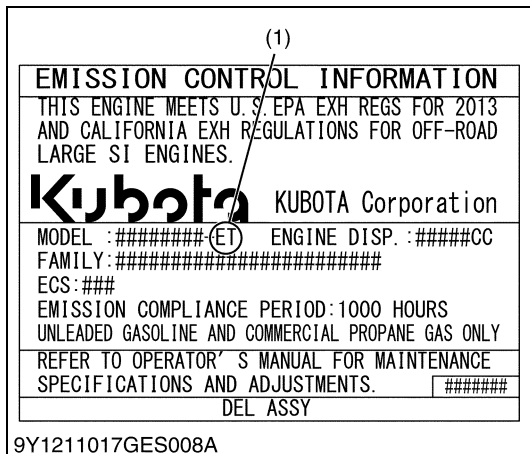 (1)
EMISSION CONTROL INFORMATION
THIS ENGINE MEETS U.S.EPA EXH REGS FOR 2013
AND CALIFORNIA EXH REGULATIONS FOR OFF-ROAD
LARGE SI ENGINES.
Kubota KUBOTA Corporation
MODEL :########-ET ENGINE DISP.:#####CC
FAMILY:########################
ECS:###
EMISSION COMPLIANCE PERIOD:1000 HOURS
UNLEADED GASOLINE AND COMMERCIAL PROPANE GAS ONLY
REFER TO OPERATOR' S MANUAL FOR MAINTENANCE
SPECIFICATIONS AND ADJUSTMENTS. #######
DEL ASSY
9Y1211017GES008A